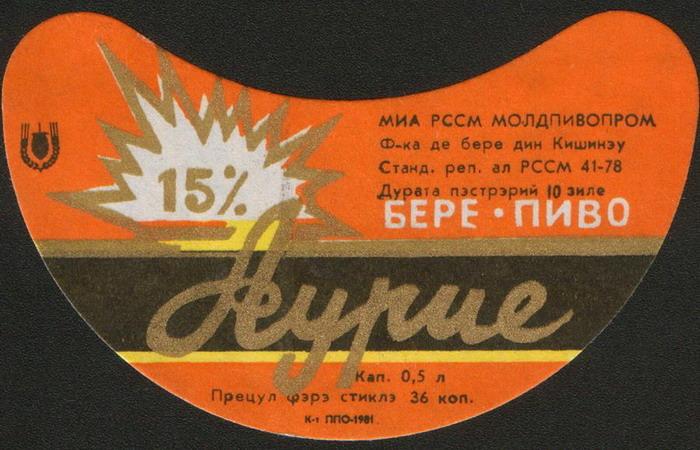 15%
МИА РССМ МОЛДПИВОПРОМ
Ф-ка де бере дин Кишинэу
Станд. реп. ал РССМ 41-78
Дурата пэстрэрий 10 зиле
БЕРЕ • ПИВО
Аурие
Кап. 0,5 л
Прецул фэрэ стиклэ 36 коп.
К-т ППО-1981